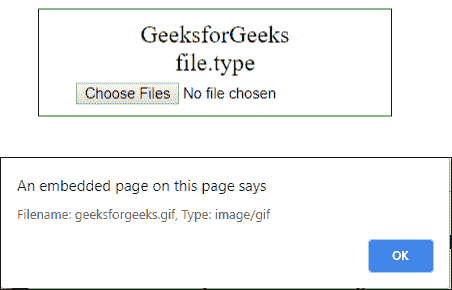 GeeksforGeeks
file.type
Choose Files No file chosen
An embedded page on this page says
Filename: geeksforgeeks.gif, Type: image/gif
OK